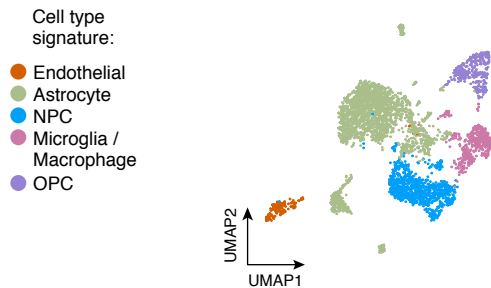 Cell type
signature:
Endothelial
Astrocyte
NPC
Microglia /
Macrophage
OPC
UMAP2
UMAP1